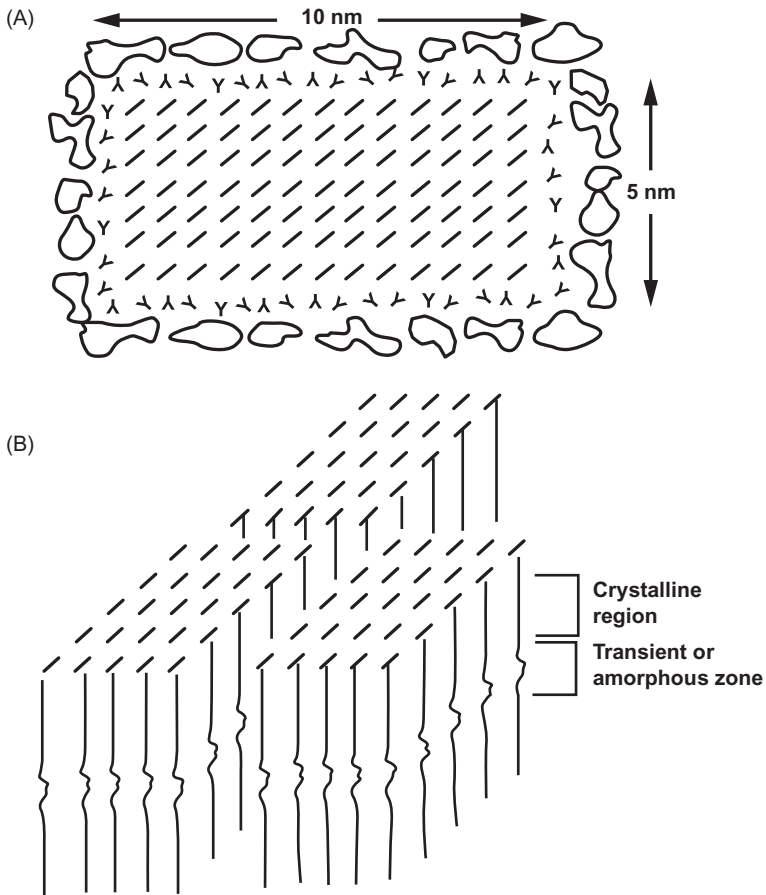 (A)
10 nm
5 nm
(B)
Crystalline
region
Transient or
amorphous zone